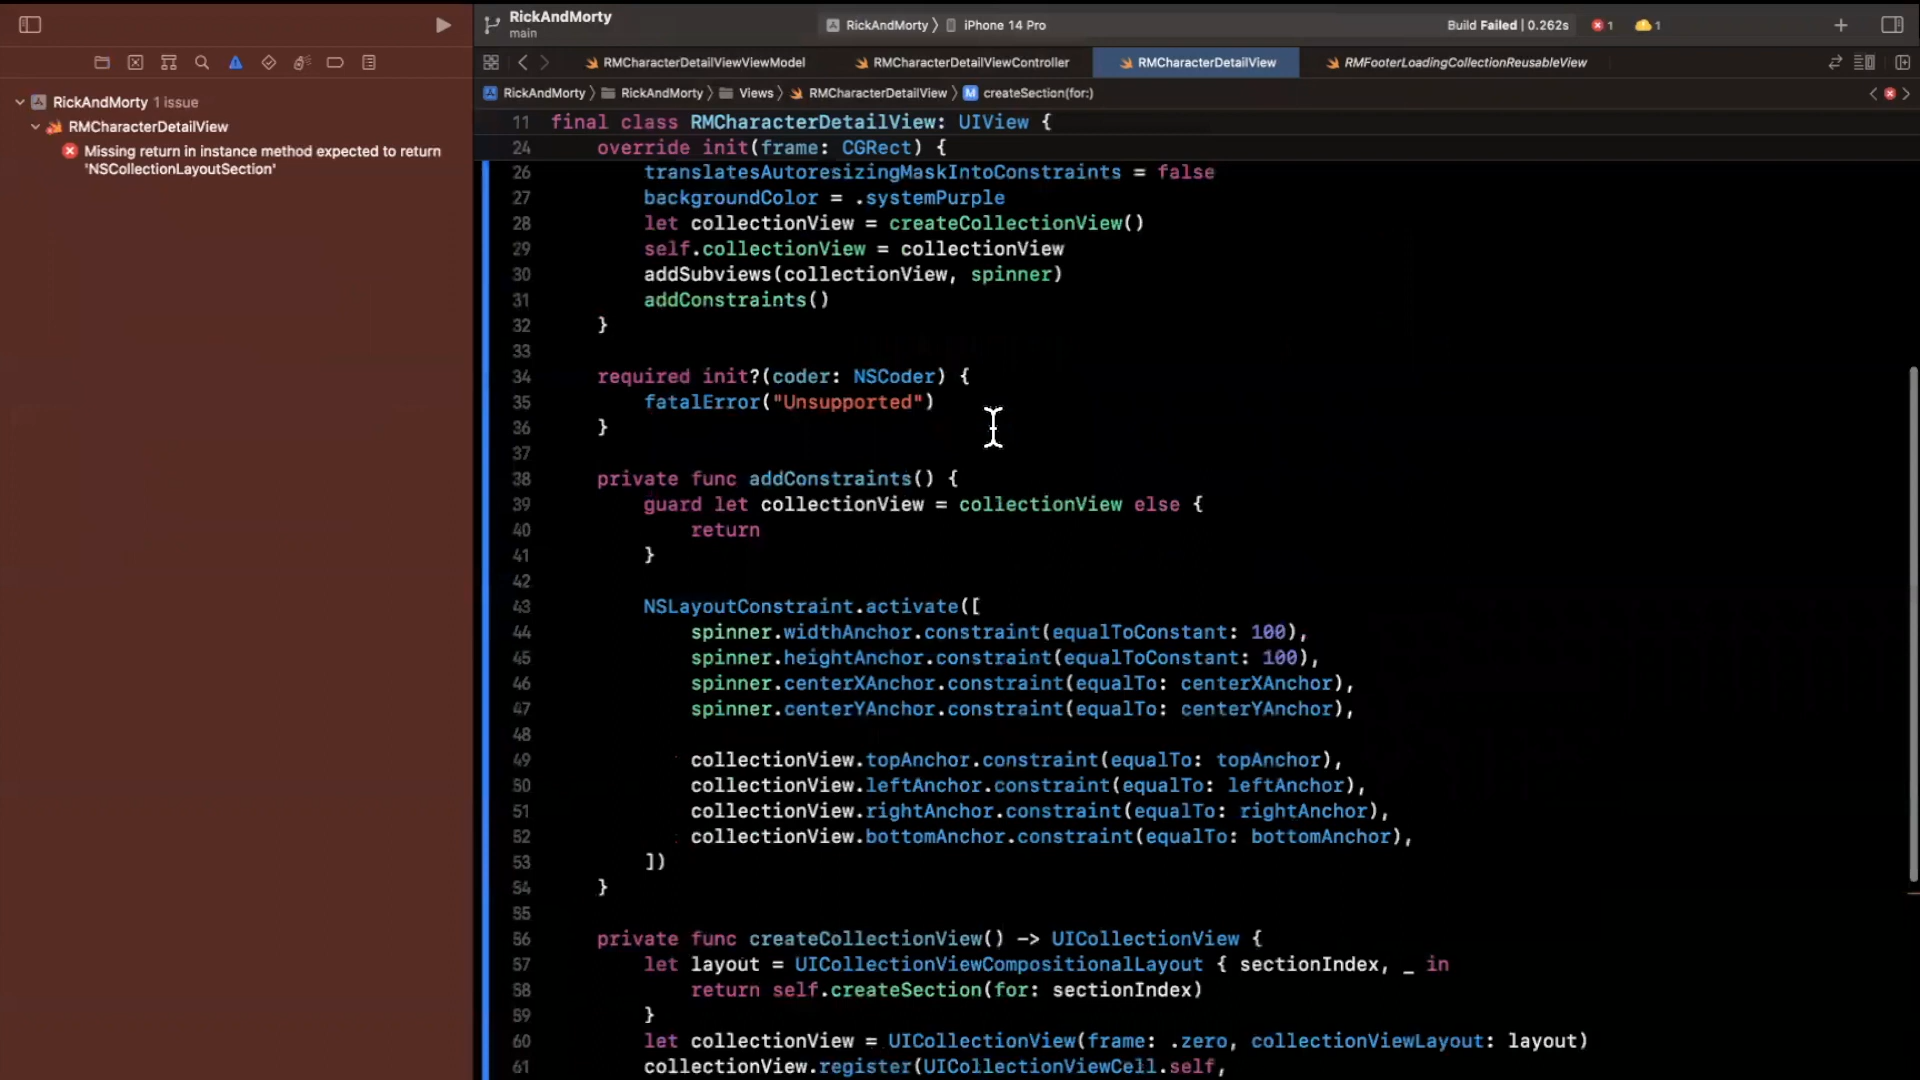 RickAndMorty
main
RickAndMorty 〉 iPhone 14 Pro
Build Failed | 0.262s
1
1
RMCharacterDetailViewViewModel
RMCharacterDetailViewController
RMCharacterDetailView
RMFooterLoadingCollectionReusableView
RickAndMorty 〉 RickAndMorty 〉 Views 〉 RMCharacterDetailView 〉 M createSection(for:)
RickAndMorty 1 issue
RMCharacterDetailView
Missing return in instance method expected to return
'NSCollectionLayoutSection'
11 final class RMCharacterDetailView: UIView {
24 override init(frame: CGRect) {
26 translatesAutoresizingMaskIntoConstraints = false
27 backgroundColor = .systemPurple
28 let collectionView = createCollectionView()
29 self.collectionView = collectionView
30 addSubviews(collectionView, spinner)
31 addConstraints()
32 }
33
34 required init?(coder: NSCoder) {
35 fatalError("Unsupported")
36 }
37
38 private func addConstraints() {
39 guard let collectionView = collectionView else {
40 return
41 }
42
43 NSLayoutConstraint.activate([
44 spinner.widthAnchor.constraint(equalToConstant: 100),
45 spinner.heightAnchor.constraint(equalToConstant: 100),
46 spinner.centerXAnchor.constraint(equalTo: centerXAnchor),
47 spinner.centerYAnchor.constraint(equalTo: centerYAnchor),
48
49 collectionView.topAnchor.constraint(equalTo: topAnchor),
50 collectionView.leftAnchor.constraint(equalTo: leftAnchor),
51 collectionView.rightAnchor.constraint(equalTo: rightAnchor),
52 collectionView.bottomAnchor.constraint(equalTo: bottomAnchor),
53 ])
54 }
55
56 private func createCollectionView() -> UICollectionView {
57 let layout = UICollectionViewCompositionalLayout { sectionIndex, _ in
58 return self.createSection(for: sectionIndex)
59 }
60 let collectionView = UICollectionView(frame: .zero, collectionViewLayout: layout)
61 collectionView.register(UICollectionViewCell.self,